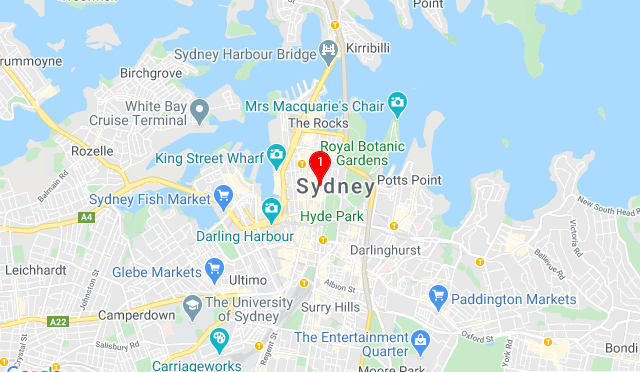 Point
Kirribilli
Sydney Harbour Bridge
rummoyne
Birchgrove
Mrs Macquarie's Chair
White Bay
Cruise Terminal
The Rocks
Rozelle
King Street Wharf
Royal Botanic
Gardens
1
Sydney
Potts Point
Balmain Rd
Sydney Fish Market
New South Head
A4
Hyde Park
Victoria Rd
Darling Harbour
Darlinghurst
Bellevue Rd
Leichhardt
Glebe Markets
Ultimo
Johnston St
Albion St
Paddington Markets
The University
of Sydney
Camperdown
Surry Hills
A22
Salisbury Rd
Regent St
The Entertainment
Quarter
Oxford St
York Rd
Bondi
Crystal St
Carriageworks
Moore Park
Google